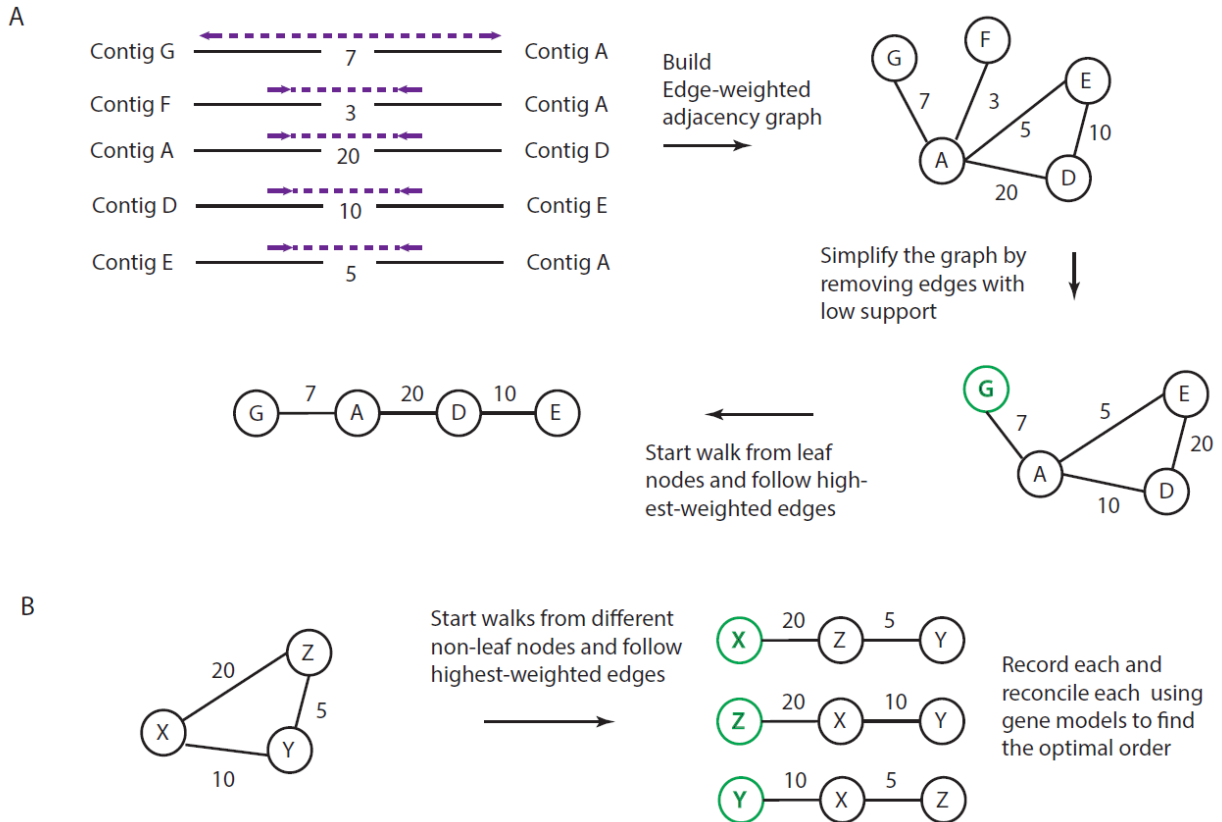 A
Contig G 7 Contig A
Contig F 3 Contig A
Contig A 20 Contig D
Contig D 10 Contig E
Contig E 5 Contig A
Build
Edge-weighted
adjacency graph
G F E
7 3 5 10
A 20 D
Simplify the graph by
removing edges with
low support
G E
7 5 20
A 10 D
Start walk from leaf
nodes and follow high-
est-weighted edges
7 20 10
G A D E
B
Z
20 5
X Y
10
Start walks from different
non-leaf nodes and follow
highest-weighted edges
20 5
X Z Y
20 10
Z X Y
10 5
Y X Z
Record each and
reconcile each using
gene models to find
the optimal order